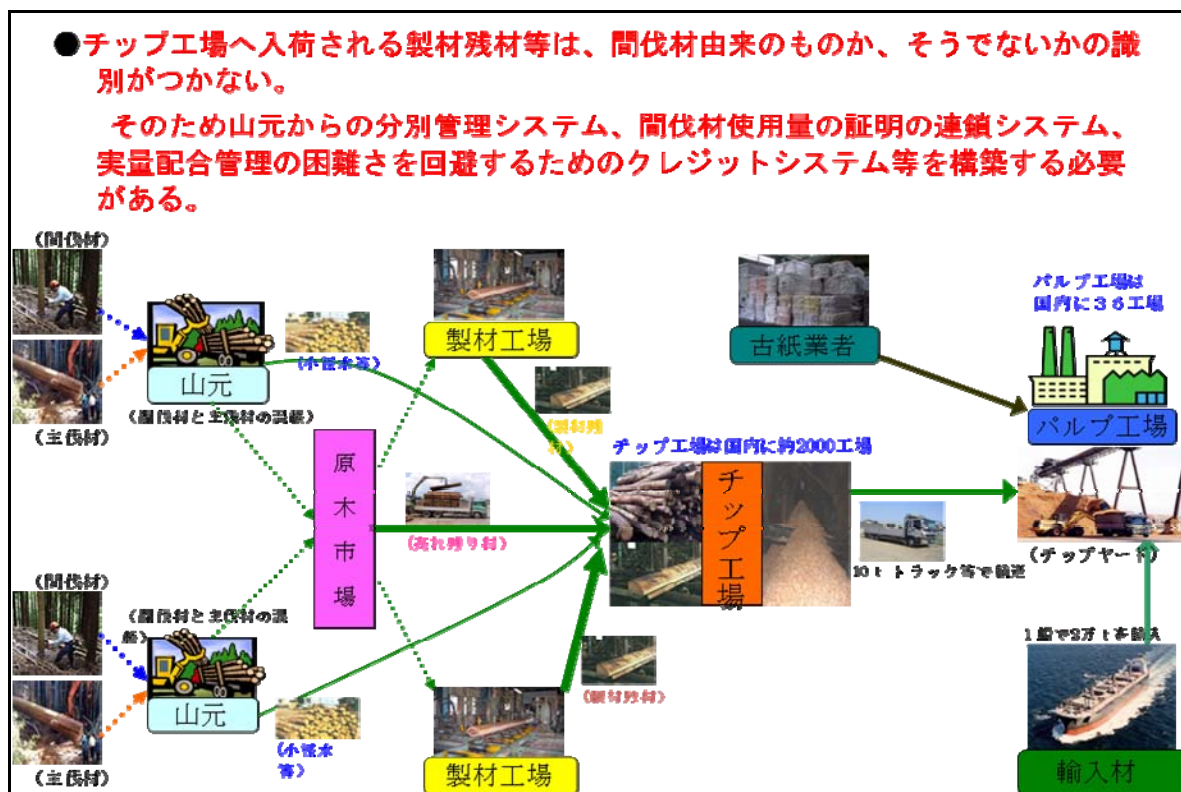 ●チップ工場へ入荷される製材残材等は、間伐材由来のものか、そうでないかの識
別がつかない。
そのため山元からの分別管理システム、間伐材使用量の証明の連鎖システム、
実量配合管理の困難さを回避するためのクレジットシステム等を構築する必要
がある。
(間伐材)
山元
(主伐材)
(小径木等)
(間伐材と主伐材の混載)
製材工場
(製材残
材)
古紙業者
パルプ工場は
国内に36工場
パルプ工場
(チップヤード)
原木市場
(売れ残り材)
チップ工場は国内に約2000工場
チップ工場
10tトラック等で輸送
(間伐材)
(間伐材と主伐材の混
載)
山元
(主伐材)
(小径木
等)
製材工場
(製材残材)
輸入材